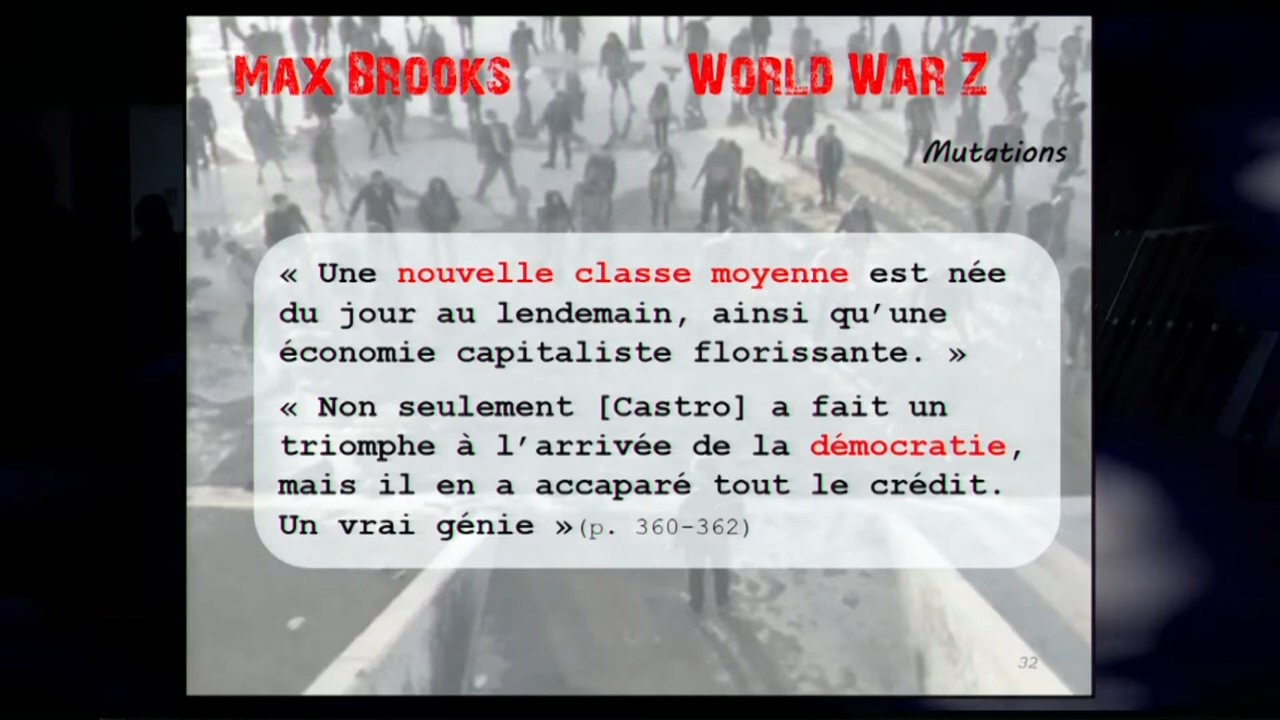 Max Brooks World War Z
Mutations
« Une nouvelle classe moyenne est née
du jour au lendemain, ainsi qu’une
économie capitaliste florissante. »
« Non seulement [Castro] a fait un
triomphe à l’arrivée de la démocratie,
mais il en a accaparé tout le crédit.
Un vrai génie »(p. 360-362)
32